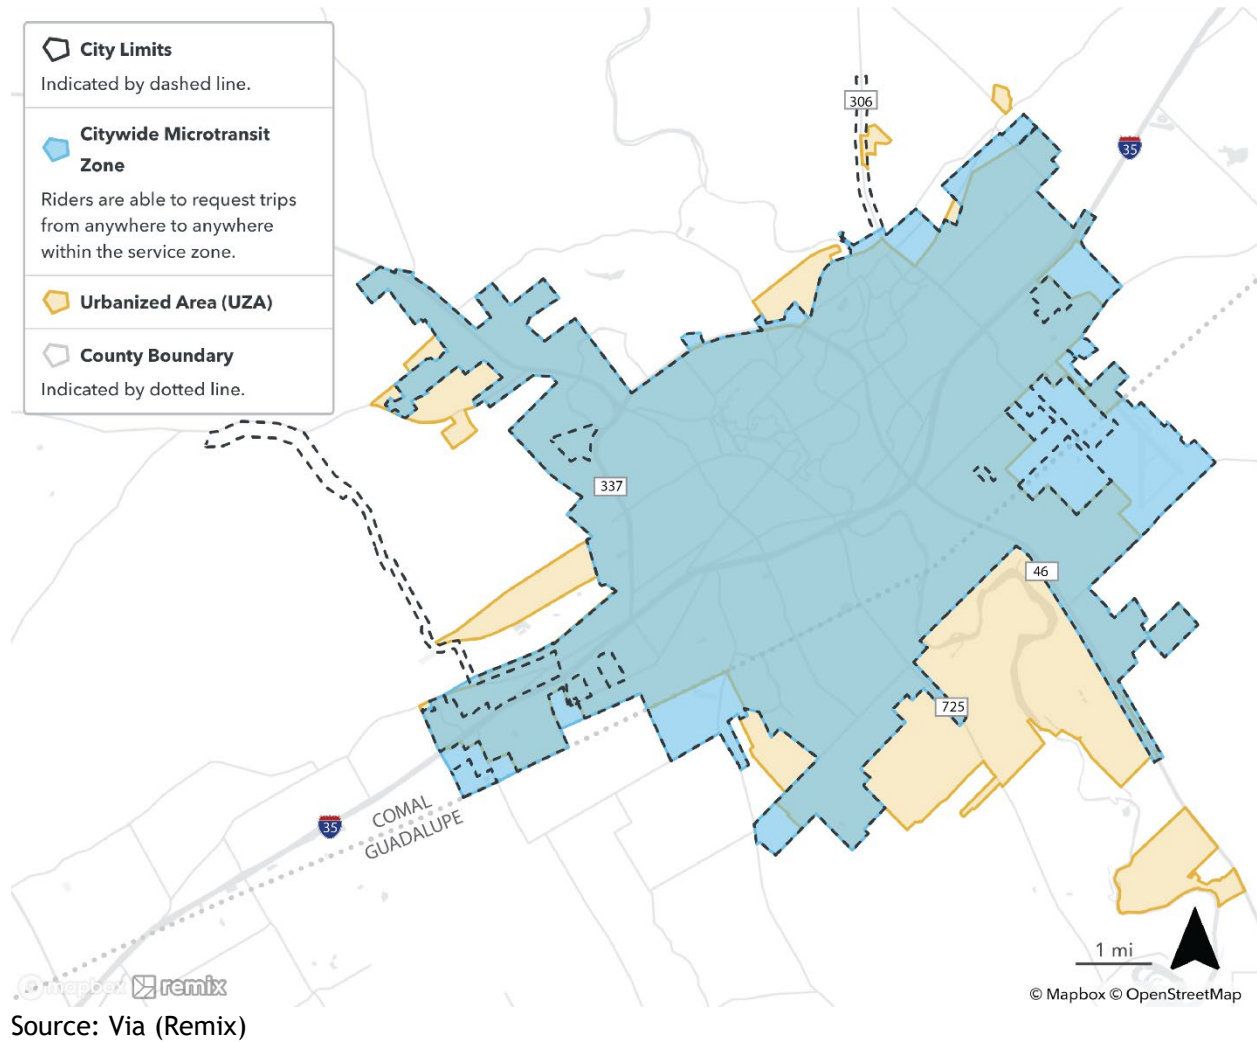 City Limits
Indicated by dashed line.
Citywide Microtransit
Zone
Riders are able to request trips
from anywhere to anywhere
within the service zone.
Urbanized Area (UZA)
County Boundary
Indicated by dotted line.
306
35
337
46
725
COMAL
GUADALUPE
35
1 mi
mapbox remix
© Mapbox © OpenStreetMap
Source: Via (Remix)